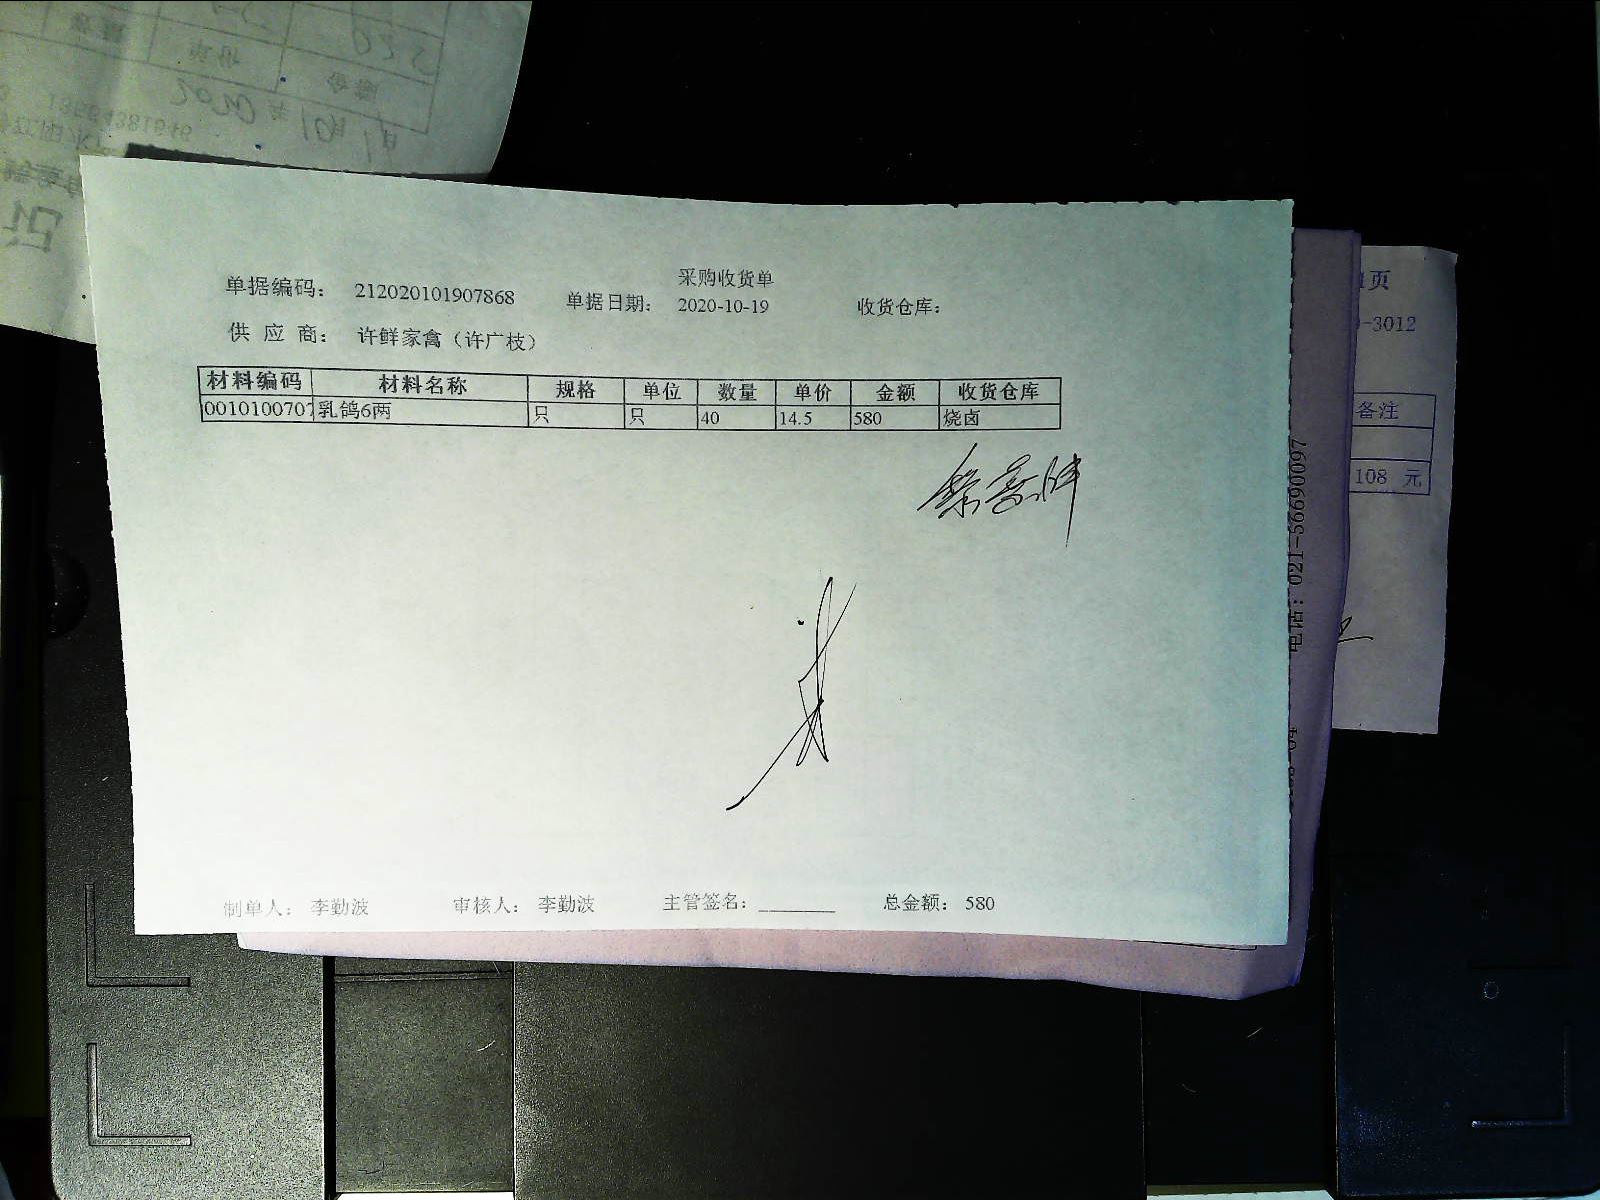 采购收货单
单据编码： 212020101907868 单据日期： 2020-10-19 收货仓库：
供 应 商： 许鲜家禽（许广枝）
材料编码 材料名称 规格 单位 数量 单价 金额 收货仓库
0010100707 乳鸽6两 只 只 40 14.5 580 烧卤
制单人： 李勤波 审核人： 李勤波 主管签名：________ 总金额： 580
电话：021-56690097
页
-3012
备注
108 元